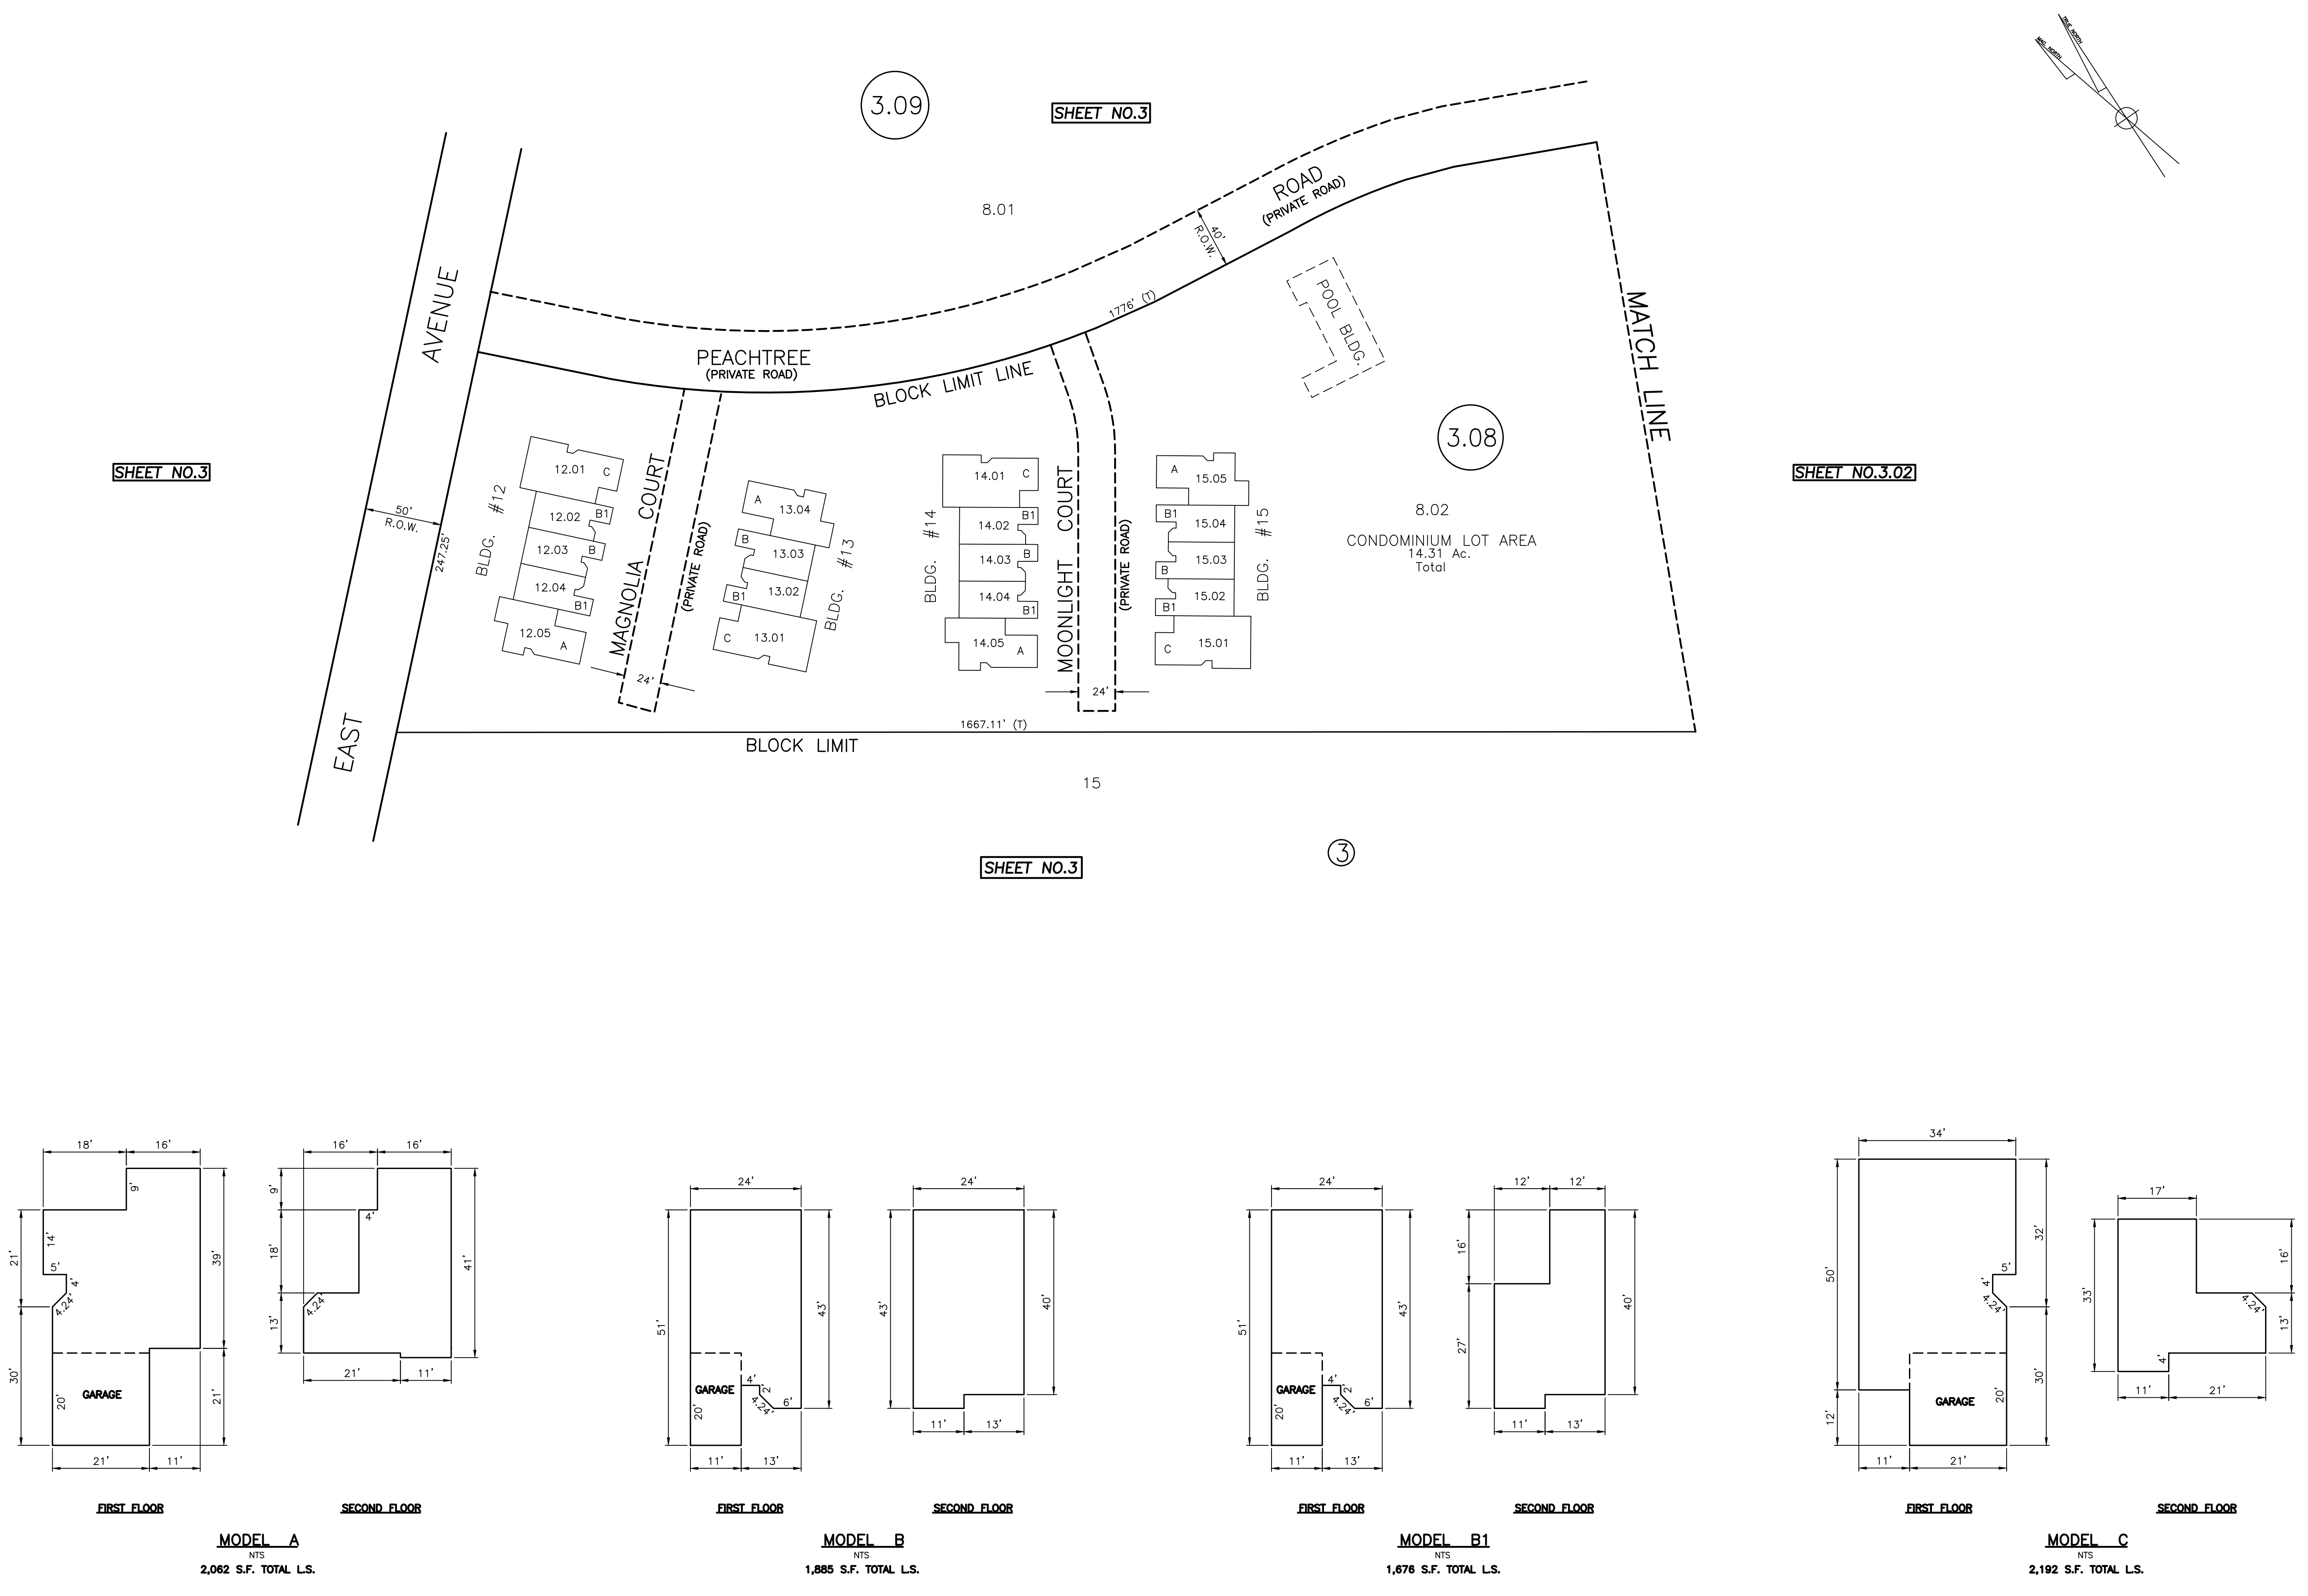 TRUE NORTH
MAG. NORTH
3.09
SHEET NO.3
8.01
ROAD
(PRIVATE ROAD)
40'
R.O.W.
AVENUE
POOL BLDG.
MATCH LINE
1776' (T)
PEACHTREE
(PRIVATE ROAD)
BLOCK LIMIT LINE
3.08
SHEET NO.3
SHEET NO.3.02
50'
R.O.W.
247.25'
BLDG. #12
12.01 C
12.02 B1
12.03 B
12.04 B1
12.05 A
MAGNOLIA COURT
(PRIVATE ROAD)
24'
A 13.04
B 13.03
B1 13.02
C 13.01
BLDG. #13
BLDG. #14
14.01 C
14.02 B1
14.03 B
14.04 B1
14.05 A
MOONLIGHT COURT
(PRIVATE ROAD)
24'
A 15.05
B1 15.04
B 15.03
B1 15.02
C 15.01
BLDG. #15
8.02
CONDOMINIUM LOT AREA
14.31 Ac.
Total
EAST
1667.11' (T)
BLOCK LIMIT
15
3
SHEET NO.3
18' 16'
9'
21'
14'
5'
4'
4.24'
39'
30'
20'
GARAGE
21'
21' 11'
FIRST FLOOR
16' 16'
9'
4'
18'
41'
4.24'
13'
21' 11'
SECOND FLOOR
MODEL A
NTS
2,062 S.F. TOTAL L.S.
24'
51'
43'
GARAGE
20'
4'
2'
4.24'
6'
11' 13'
FIRST FLOOR
24'
43'
40'
11' 13'
SECOND FLOOR
MODEL B
NTS
1,885 S.F. TOTAL L.S.
24'
51'
43'
GARAGE
20'
4'
2'
4.24'
6'
11' 13'
FIRST FLOOR
12' 12'
16'
27'
40'
11' 13'
SECOND FLOOR
MODEL B1
NTS
1,676 S.F. TOTAL L.S.
34'
50'
32'
5'
4'
4.24'
30'
20'
GARAGE
12'
11' 21'
FIRST FLOOR
17'
33'
16'
4.24'
13'
4'
11' 21'
SECOND FLOOR
MODEL C
NTS
2,192 S.F. TOTAL L.S.